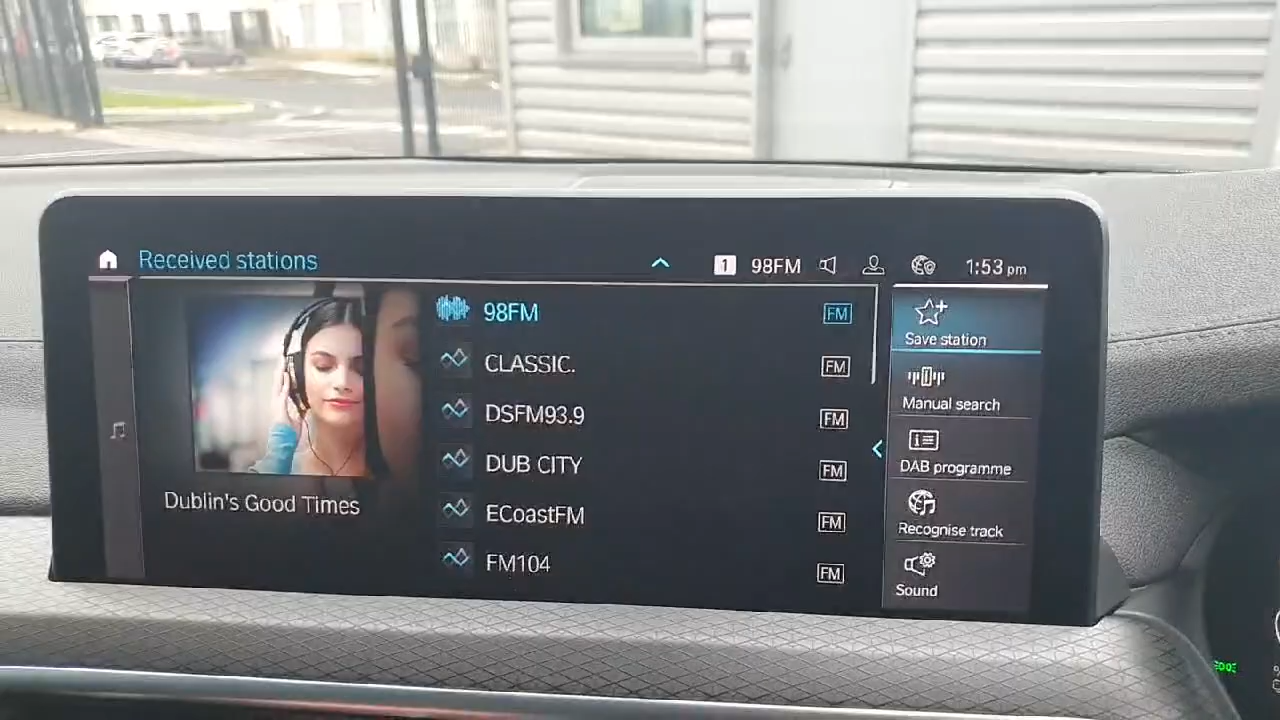 Received stations
1 98FM 1:53 pm
98FM FM
CLASSIC. FM
DSFM93.9 FM
DUB CITY FM
ECoastFM FM
FM104 FM
Dublin's Good Times
Save station
Manual search
DAB programme
Recognise track
Sound